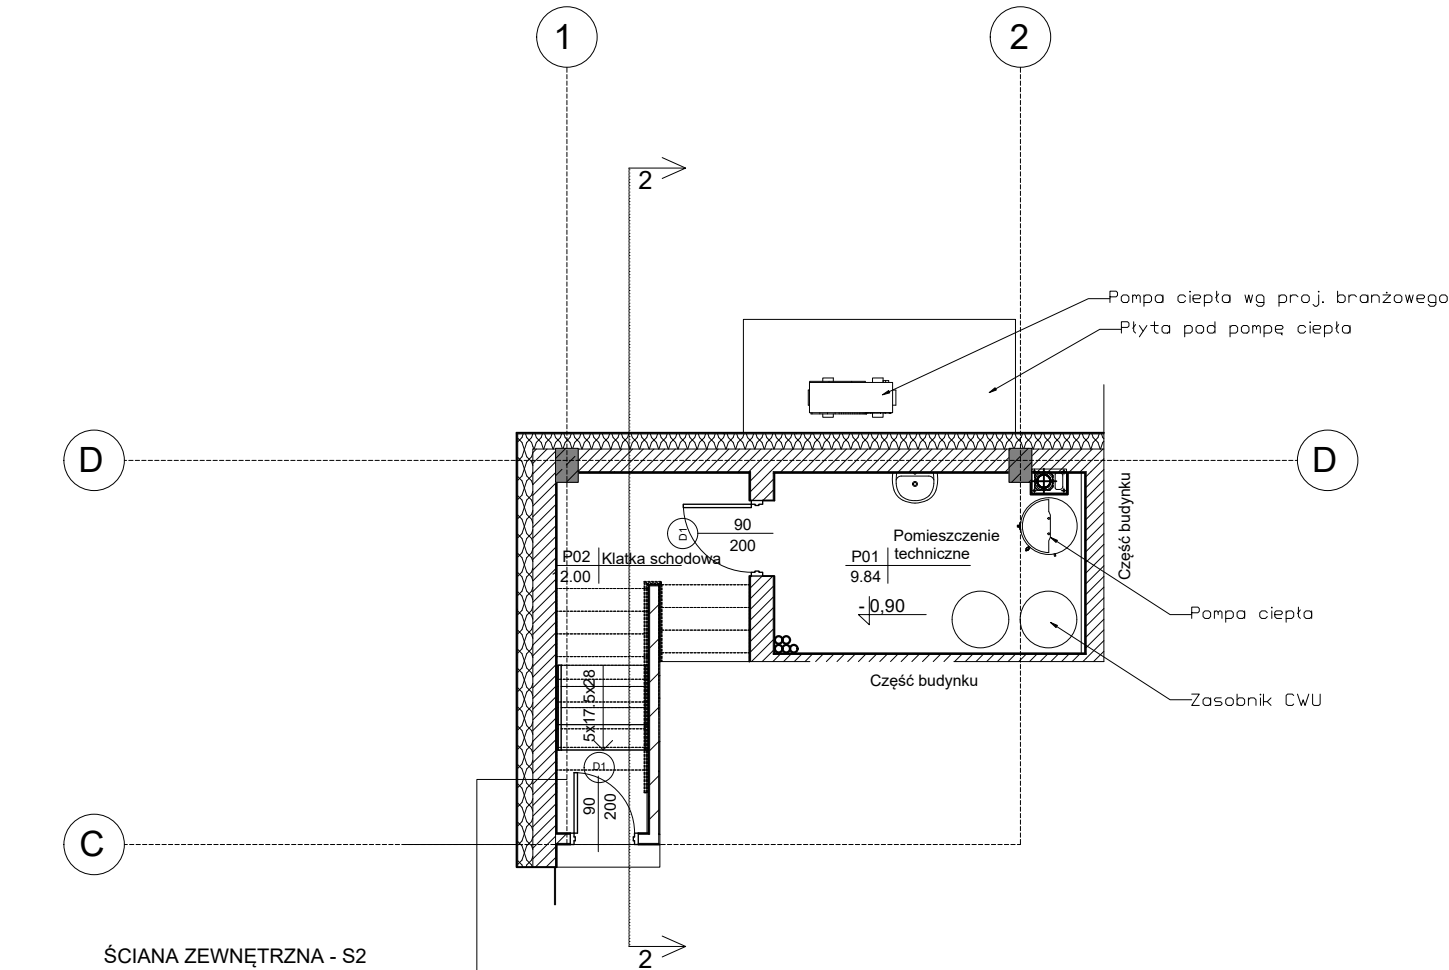 1
2
2
Pompa ciepła wg proj. branżowego
Płyta pod pompę ciepła
D
D
Część budynku
D1
90
200
Pomieszczenie
techniczne
P02
Klatka schodowa
2.00
P01
9.84
-0,90
Pompa ciepła
Część budynku
5x17.5x28
Zasobnik CWU
D1
90
200
C
ŚCIANA ZEWNĘTRZNA - S2
2